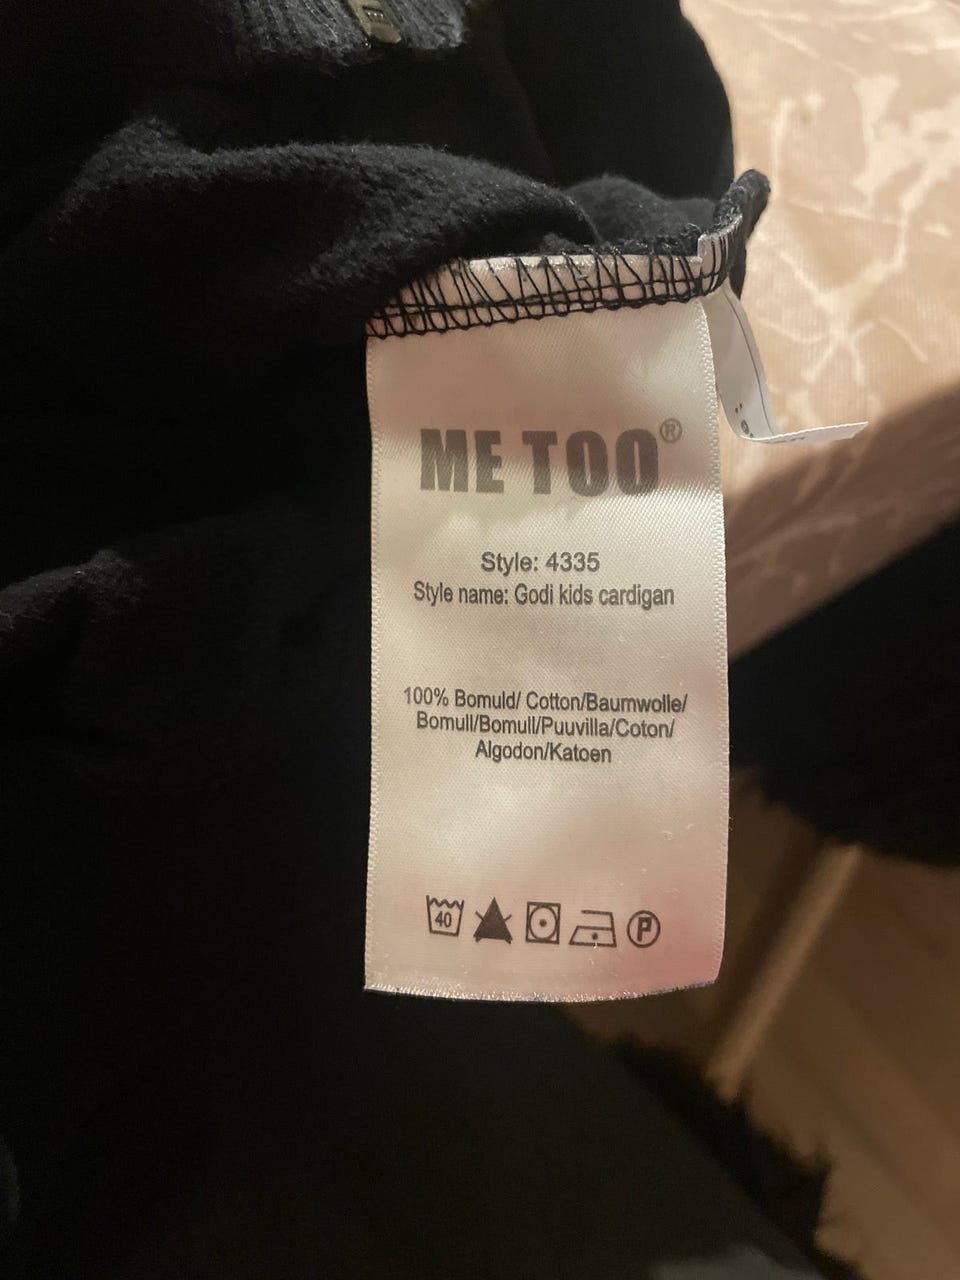 ME TOO®
Style: 4335
Style name: Godi kids cardigan
100% Bomuld/ Cotton/Baumwolle/
Bomull/Bomull/Puuvilla/Coton/
Algodon/Katoen
40
P